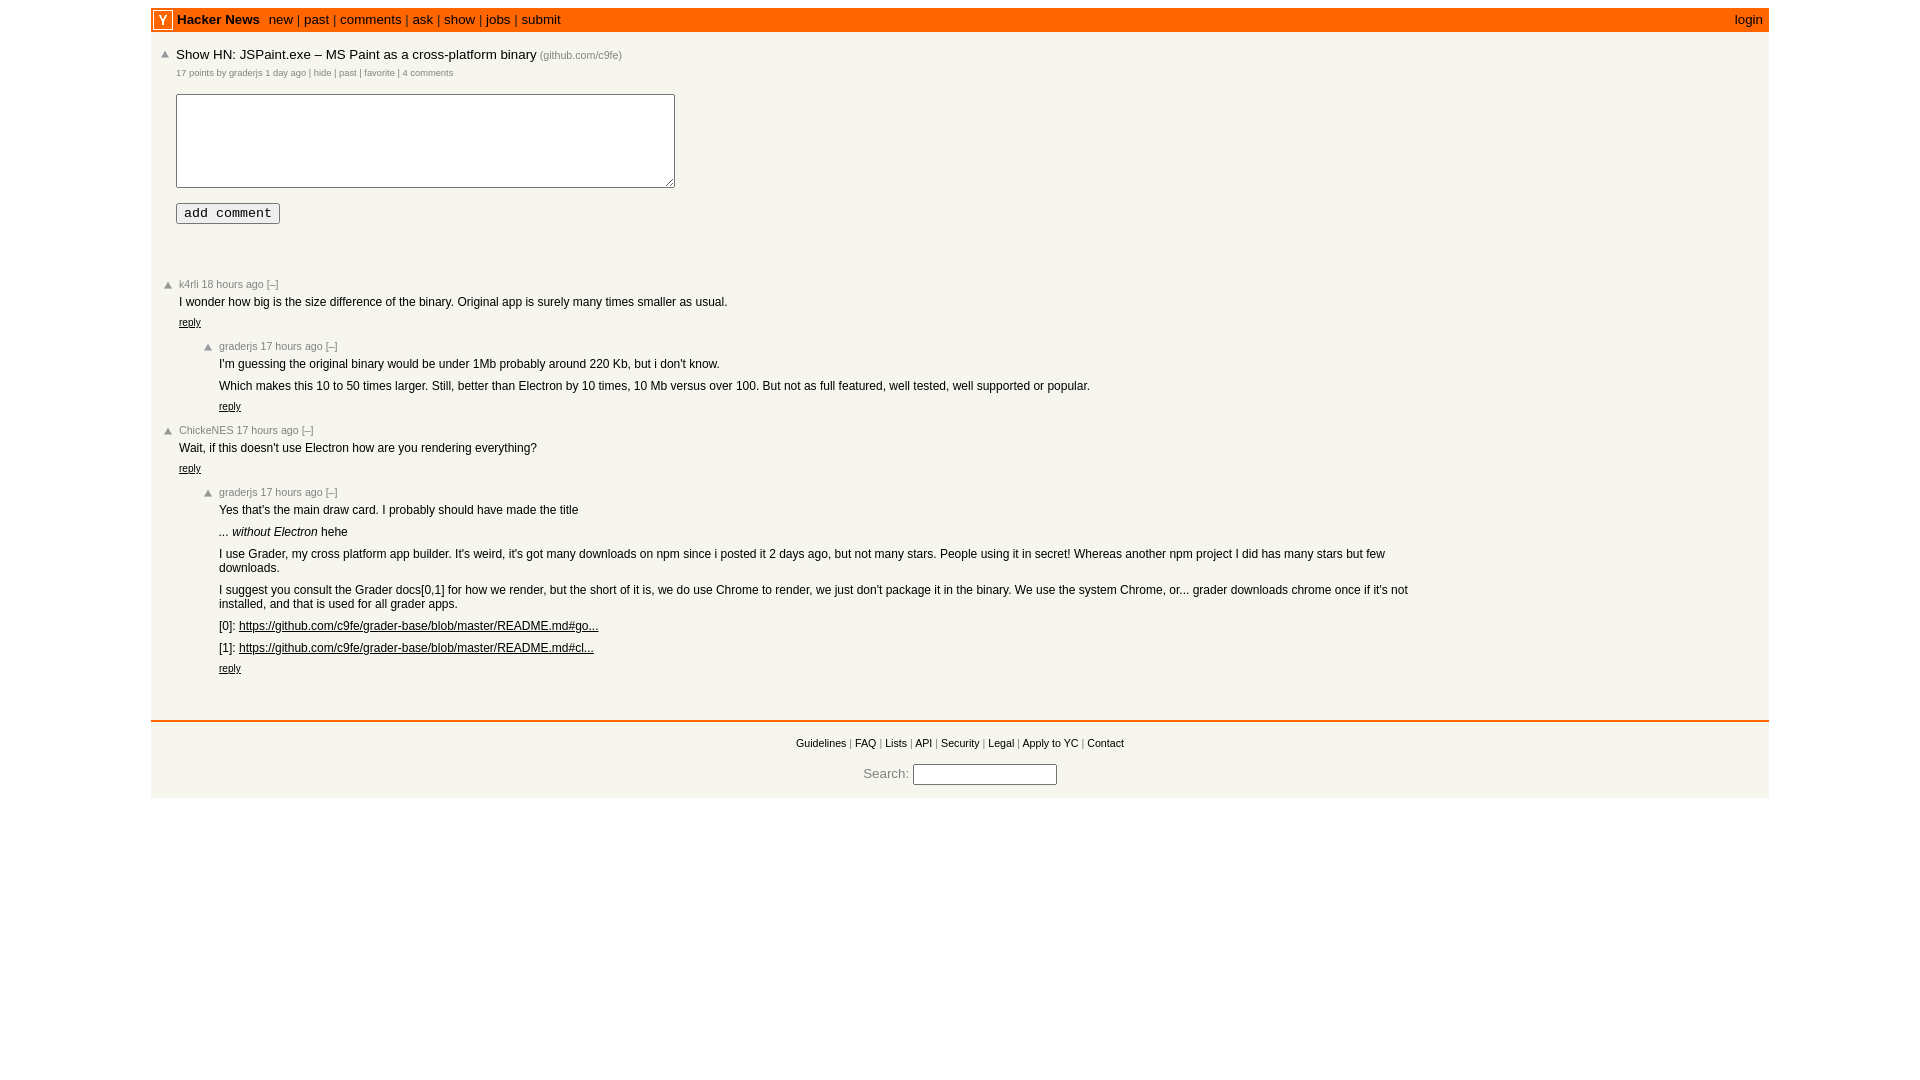 Y Hacker News new | past | comments | ask | show | jobs | submit login
Show HN: JSPaint.exe – MS Paint as a cross-platform binary (github.com/c9fe)
17 points by graderjs 1 day ago | hide | past | favorite | 4 comments
add comment
k4rli 18 hours ago [–]
I wonder how big is the size difference of the binary. Original app is surely many times smaller as usual.
reply
graderjs 17 hours ago [–]
I'm guessing the original binary would be under 1Mb probably around 220 Kb, but i don't know.
Which makes this 10 to 50 times larger. Still, better than Electron by 10 times, 10 Mb versus over 100. But not as full featured, well tested, well supported or popular.
reply
ChickeNES 17 hours ago [–]
Wait, if this doesn't use Electron how are you rendering everything?
reply
graderjs 17 hours ago [–]
Yes that's the main draw card. I probably should have made the title
... without Electron hehe
I use Grader, my cross platform app builder. It's weird, it's got many downloads on npm since i posted it 2 days ago, but not many stars. People using it in secret! Whereas another npm project I did has many stars but few
downloads.
I suggest you consult the Grader docs[0,1] for how we render, but the short of it is, we do use Chrome to render, we just don't package it in the binary. We use the system Chrome, or... grader downloads chrome once if it's not
installed, and that is used for all grader apps.
[0]: https://github.com/c9fe/grader-base/blob/master/README.md#go...
[1]: https://github.com/c9fe/grader-base/blob/master/README.md#cl...
reply
Guidelines | FAQ | Lists | API | Security | Legal | Apply to YC | Contact
Search: